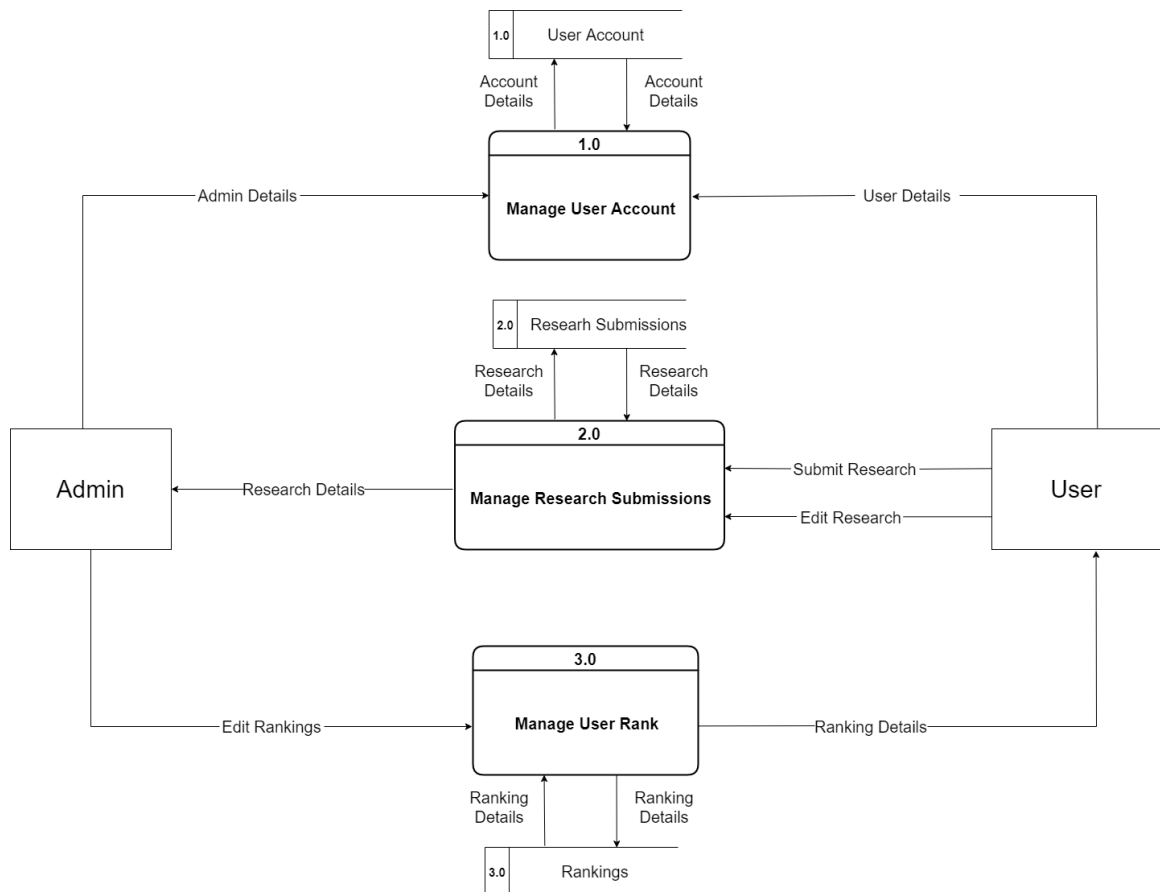 1.0 User Account
Account Details
Account Details
1.0
Manage User Account
Admin Details
User Details
2.0 Researh Submissions
Research Details
Research Details
2.0
Manage Research Submissions
Admin
Research Details
Submit Research
Edit Research
User
3.0
Manage User Rank
Edit Rankings
Ranking Details
Ranking Details
Ranking Details
3.0 Rankings